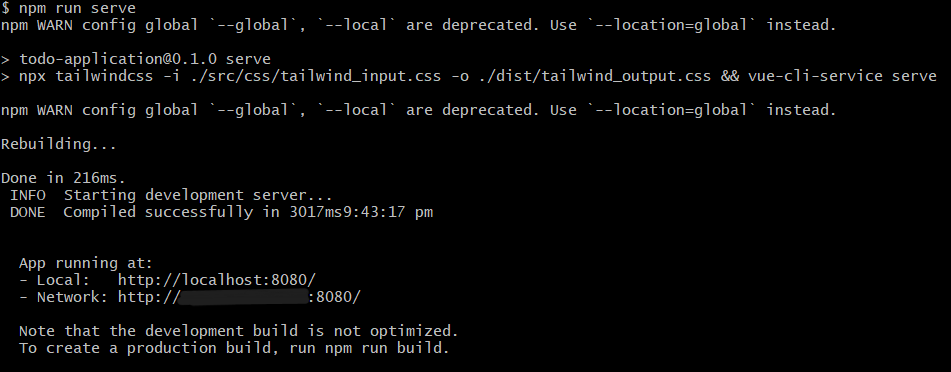 $ npm run serve
npm WARN config global `--global`, `--local` are deprecated. Use `--location=global` instead.
> todo-application@0.1.0 serve
> npx tailwindcss -i ./src/css/tailwind_input.css -o ./dist/tailwind_output.css && vue-cli-service serve
npm WARN config global `--global`, `--local` are deprecated. Use `--location=global` instead.
Rebuilding...
Done in 216ms.
INFO  Starting development server...
DONE  Compiled successfully in 3017ms9:43:17 pm
App running at:
- Local:   http://localhost:8080/
- Network: http://:8080/
Note that the development build is not optimized.
To create a production build, run npm run build.